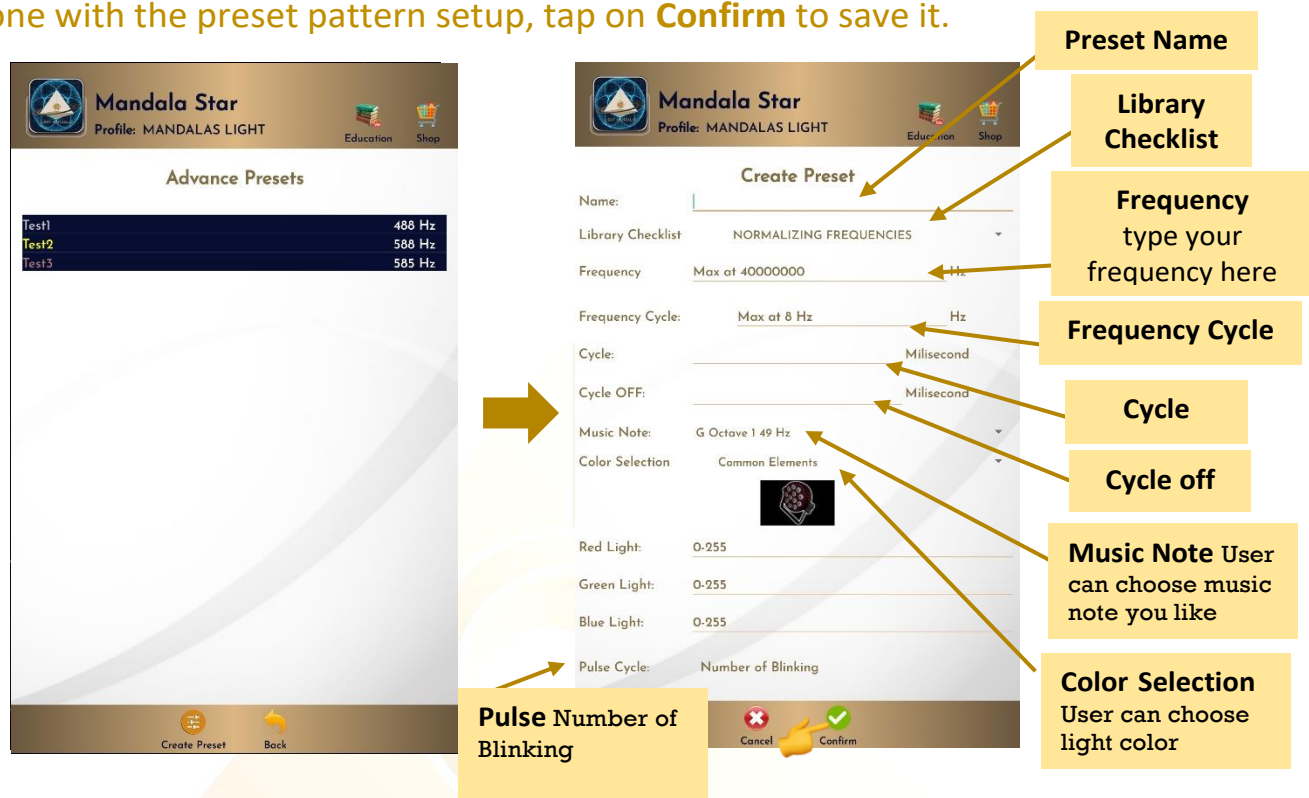 one with the preset pattern setup, tap on Confirm to save it.
Mandala Star
Profile: MANDALAS LIGHT
Education
Shop
Advance Presets
Test1 488 Hz
Test2 588 Hz
Test3 585 Hz
Create Preset
Back
Mandala Star
Profile: MANDALAS LIGHT
Education
Shop
Create Preset
Name:
Library Checklist NORMALIZING FREQUENCIES
Frequency Max at 40000000 Hz
Frequency Cycle: Max at 8 Hz Hz
Cycle: Milisecond
Cycle OFF: Milisecond
Music Note: G Octave 1 49 Hz
Color Selection Common Elements
Red Light: 0-255
Green Light: 0-255
Blue Light: 0-255
Pulse Cycle: Number of Blinking
Cancel
Confirm
Preset Name
Library
Checklist
Frequency
type your
frequency here
Frequency Cycle
Cycle
Cycle off
Music Note User
can choose music
note you like
Color Selection
User can choose
light color
Pulse Number of
Blinking